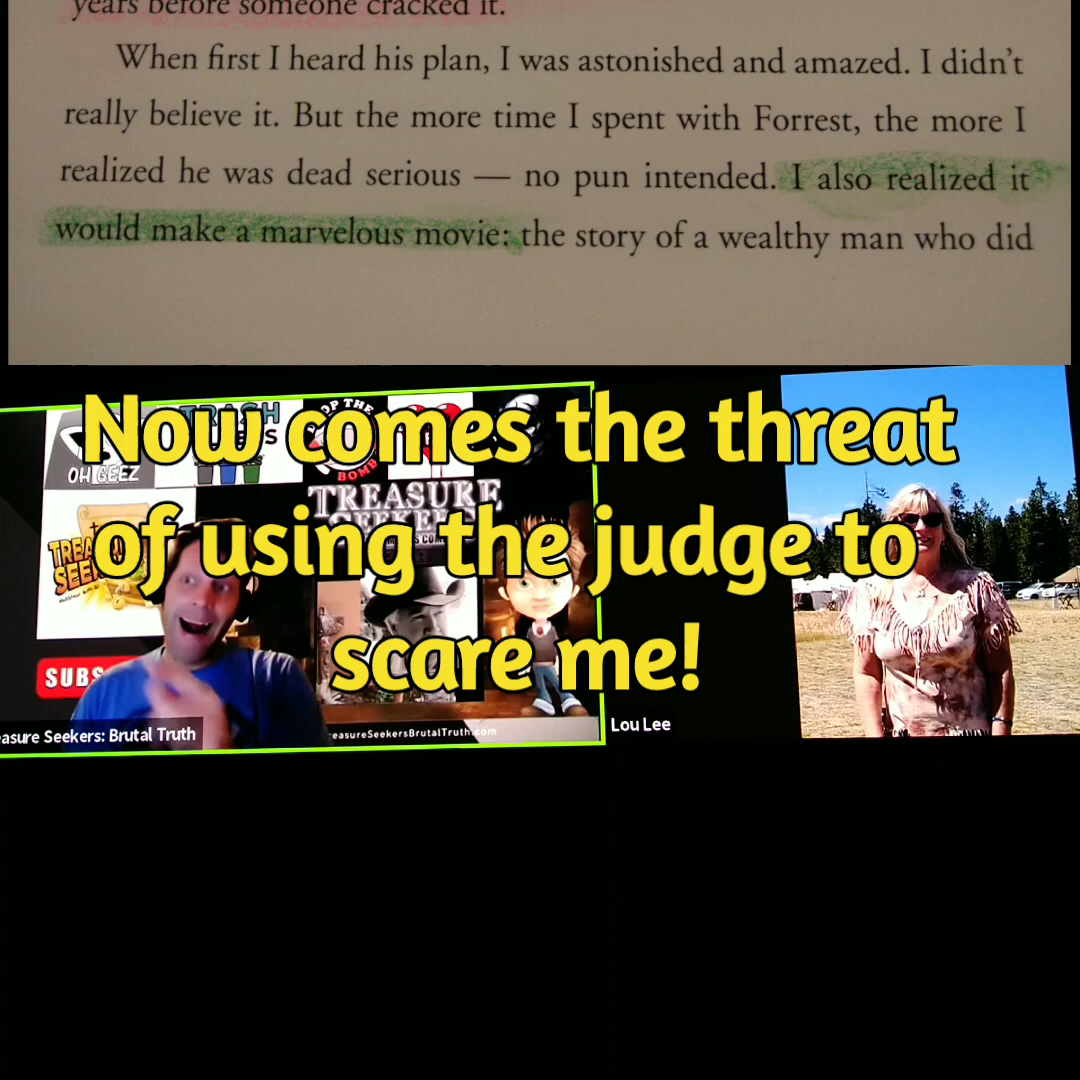 years before someone cracked it.
When first I heard his plan, I was astonished and amazed. I didn't
really believe it. But the more time I spent with Forrest, the more I
realized he was dead serious — no pun intended. I also realized it
would make a marvelous movie: the story of a wealthy man who did
Now comes the threat
of using the judge to
scare me!
OH GEEZ
BOMB
TREASURE
SUBS
easure Seekers: Brutal Truth
easureSeekersBrutalTruth.com
Lou Lee